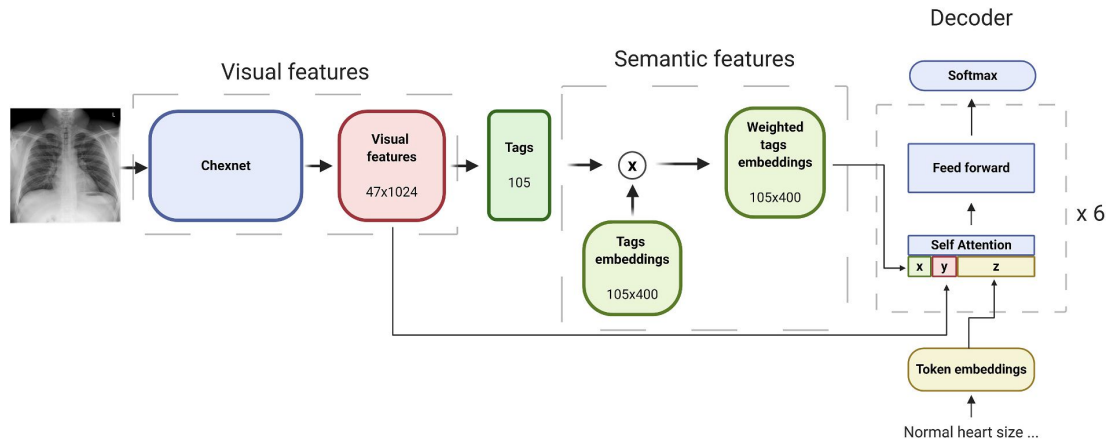 Decoder
Visual features
Semantic features
Softmax
L
Chexnet
Visual
features
47x1024
Tags
105
x
Weighted
tags
embeddings
105x400
Tags
embeddings
105x400
Feed forward
Self Attention
x y z
x 6
Token embeddings
Normal heart size ...